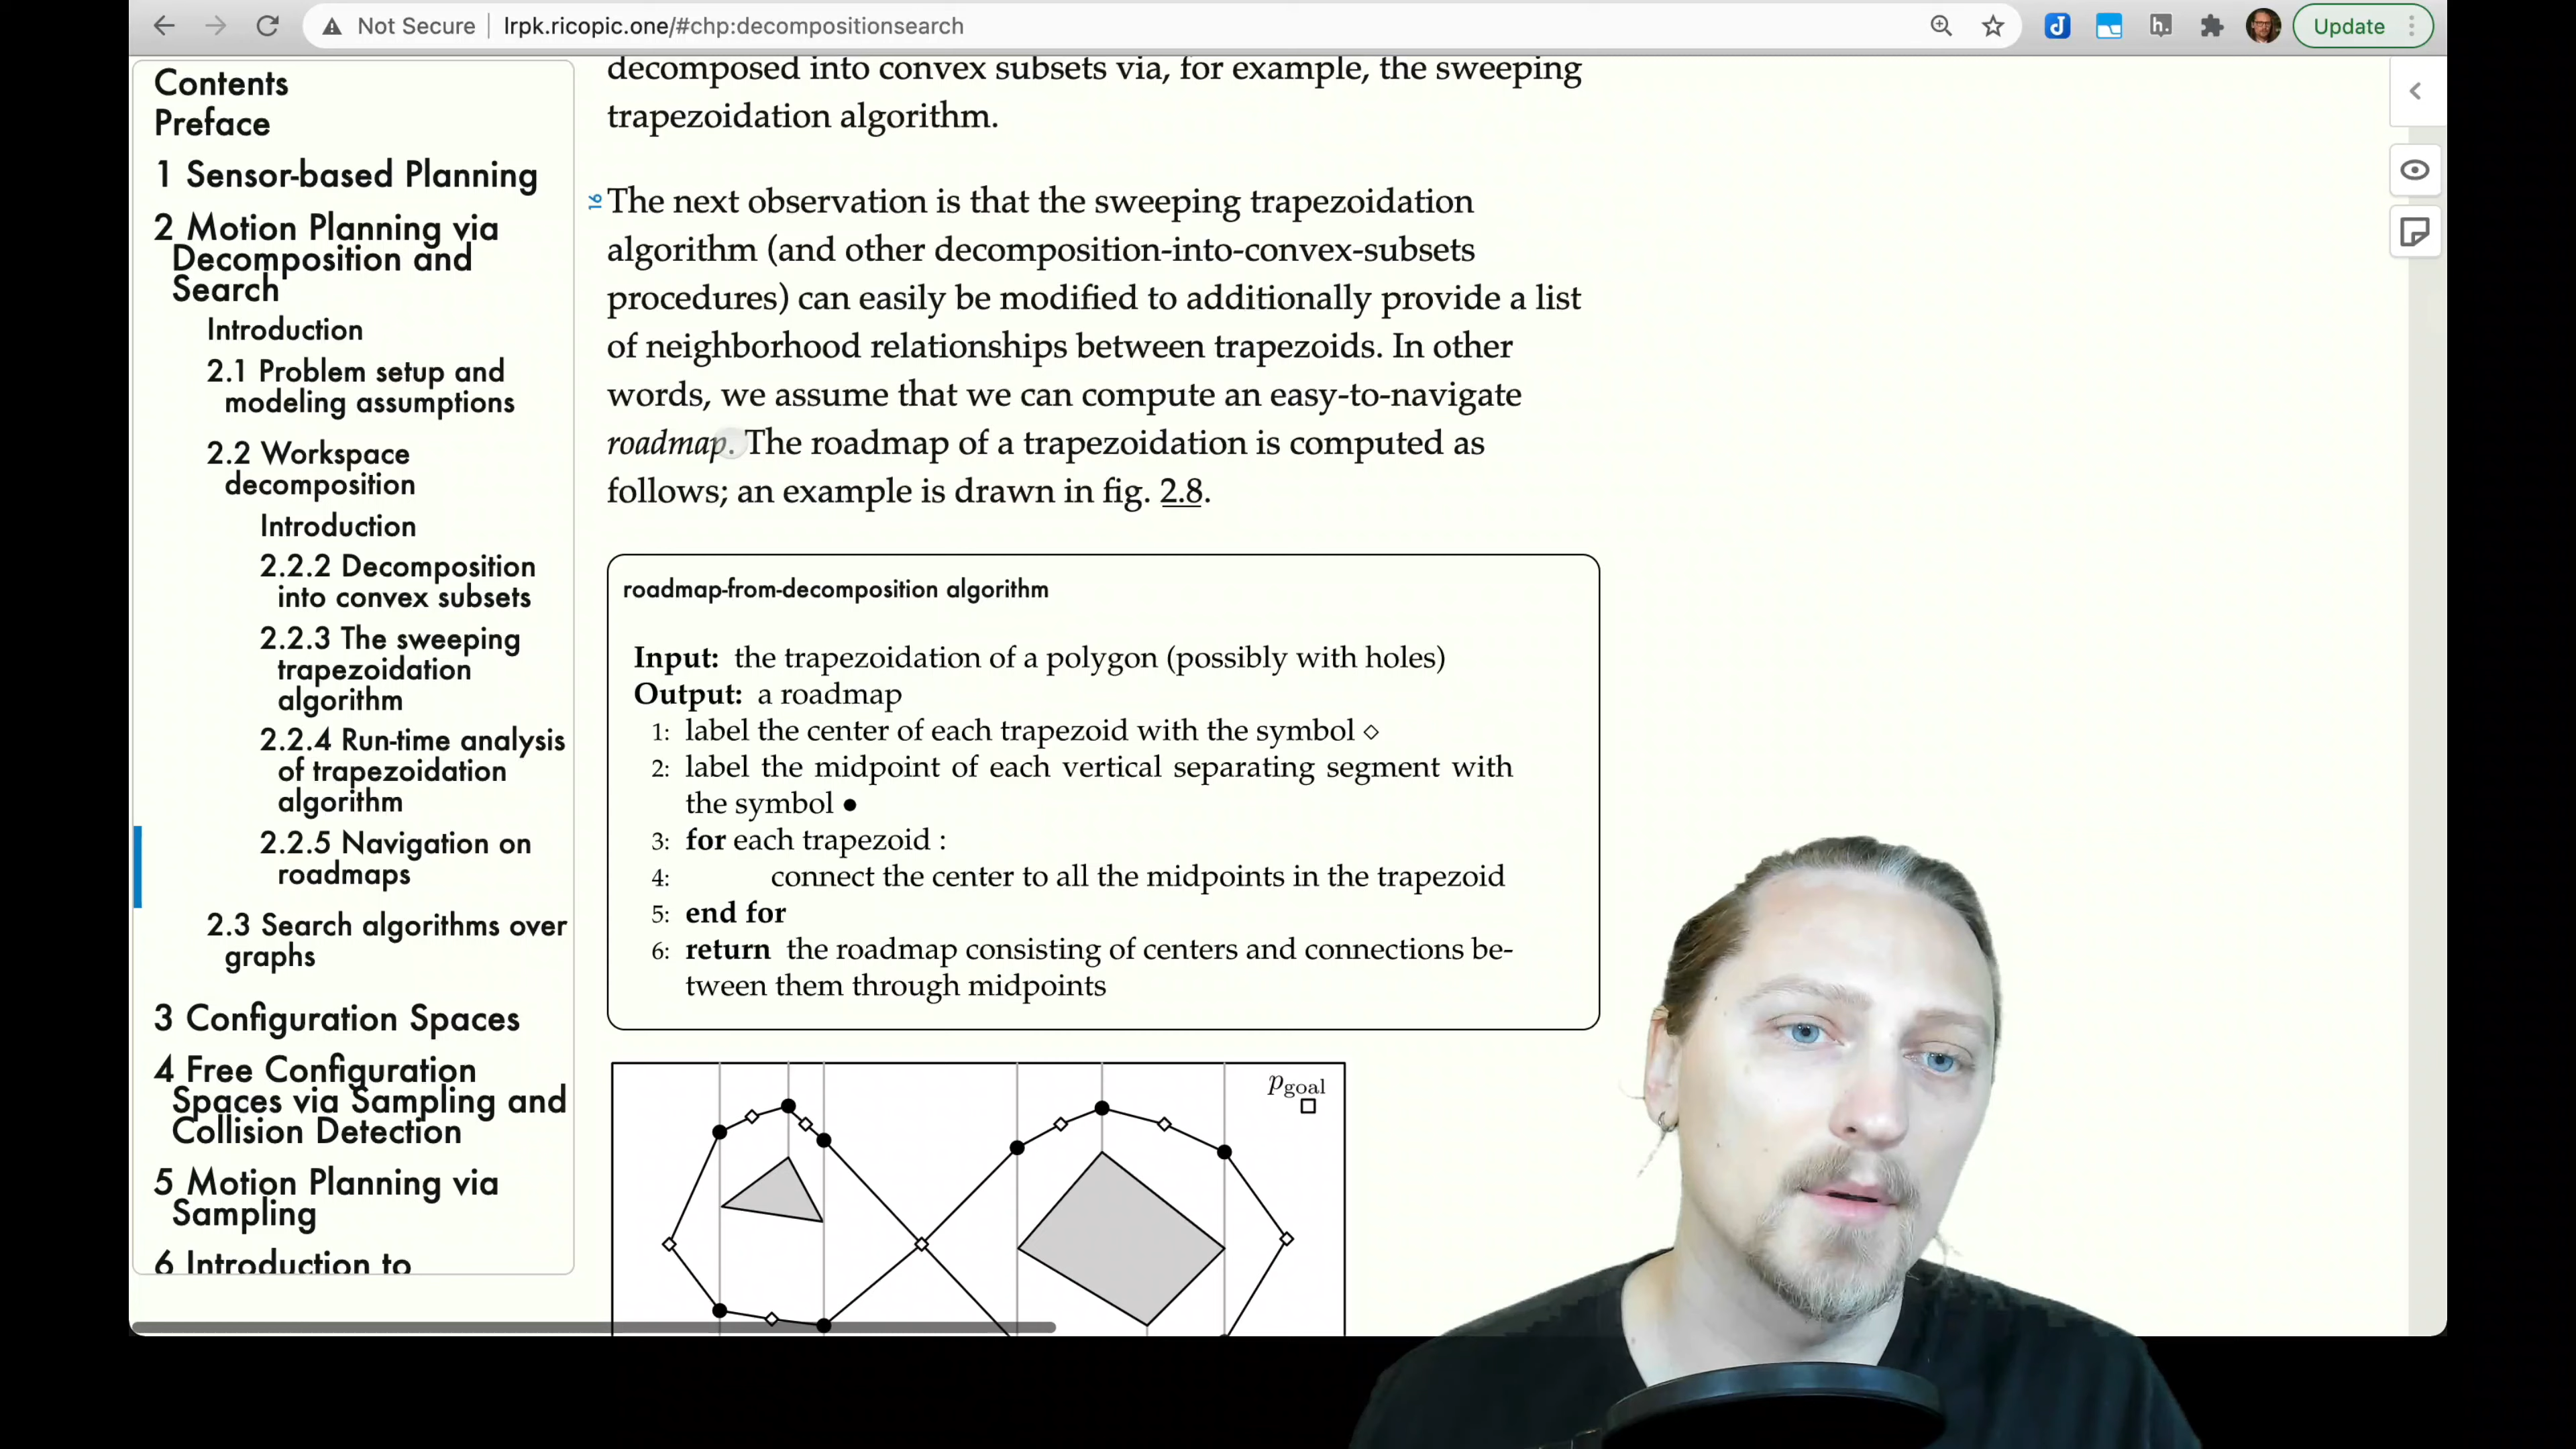 Not Secure | lrpk.ricopic.one/#chp:decompositionsearch
Update
Contents
Preface
1 Sensor-based Planning
2 Motion Planning via
Decomposition and
Search
Introduction
2.1 Problem setup and
modeling assumptions
2.2 Workspace
decomposition
Introduction
2.2.2 Decomposition
into convex subsets
2.2.3 The sweeping
trapezoidation
algorithm
2.2.4 Run-time analysis
of trapezoidation
algorithm
2.2.5 Navigation on
roadmaps
2.3 Search algorithms over
graphs
3 Configuration Spaces
4 Free Configuration
Spaces via Sampling and
Collision Detection
5 Motion Planning via
Sampling
6 Introduction to
decomposed into convex subsets via, for example, the sweeping
trapezoidation algorithm.
16
The next observation is that the sweeping trapezoidation
algorithm (and other decomposition-into-convex-subsets
procedures) can easily be modified to additionally provide a list
of neighborhood relationships between trapezoids. In other
words, we assume that we can compute an easy-to-navigate
roadmap. The roadmap of a trapezoidation is computed as
follows; an example is drawn in fig. 2.8.
roadmap-from-decomposition algorithm
Input: the trapezoidation of a polygon (possibly with holes)
Output: a roadmap
1: label the center of each trapezoid with the symbol ◇
2: label the midpoint of each vertical separating segment with
the symbol ●
3: for each trapezoid :
4: connect the center to all the midpoints in the trapezoid
5: end for
6: return the roadmap consisting of centers and connections be-
tween them through midpoints
pgoal